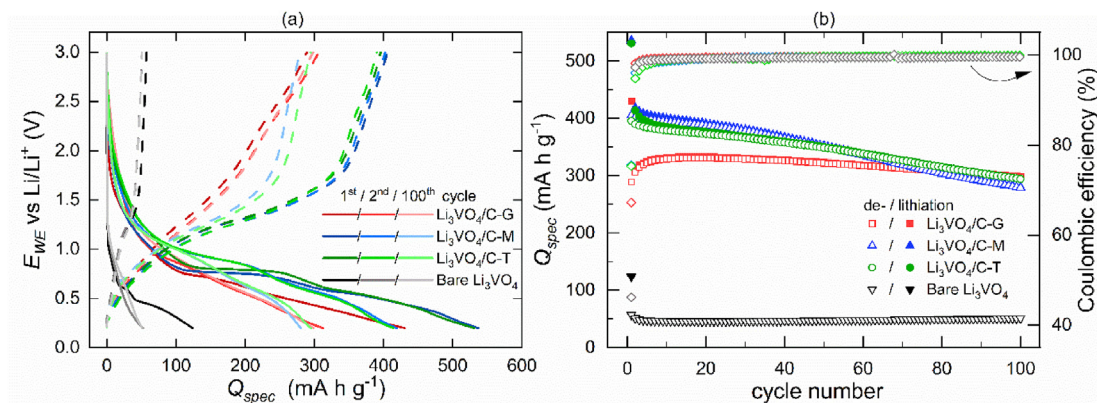 (a)
3.0
2.5
2.0
1.5
1.0
0.5
0.0
E_WE vs Li/Li⁺ (V)
1ˢᵗ / 2ⁿᵈ / 100ᵗʰ cycle
Li₃VO₄/C-G
Li₃VO₄/C-M
Li₃VO₄/C-T
Bare Li₃VO₄
0 100 200 300 400 500 600
Q_spec (mA h g⁻¹)
(b)
500
400
300
200
100
0
Q_spec (mA h g⁻¹)
de- / lithiation
/ Li₃VO₄/C-G
/ Li₃VO₄/C-M
/ Li₃VO₄/C-T
/ Bare Li₃VO₄
100
80
60
40
Coulombic efficiency (%)
0 20 40 60 80 100
cycle number